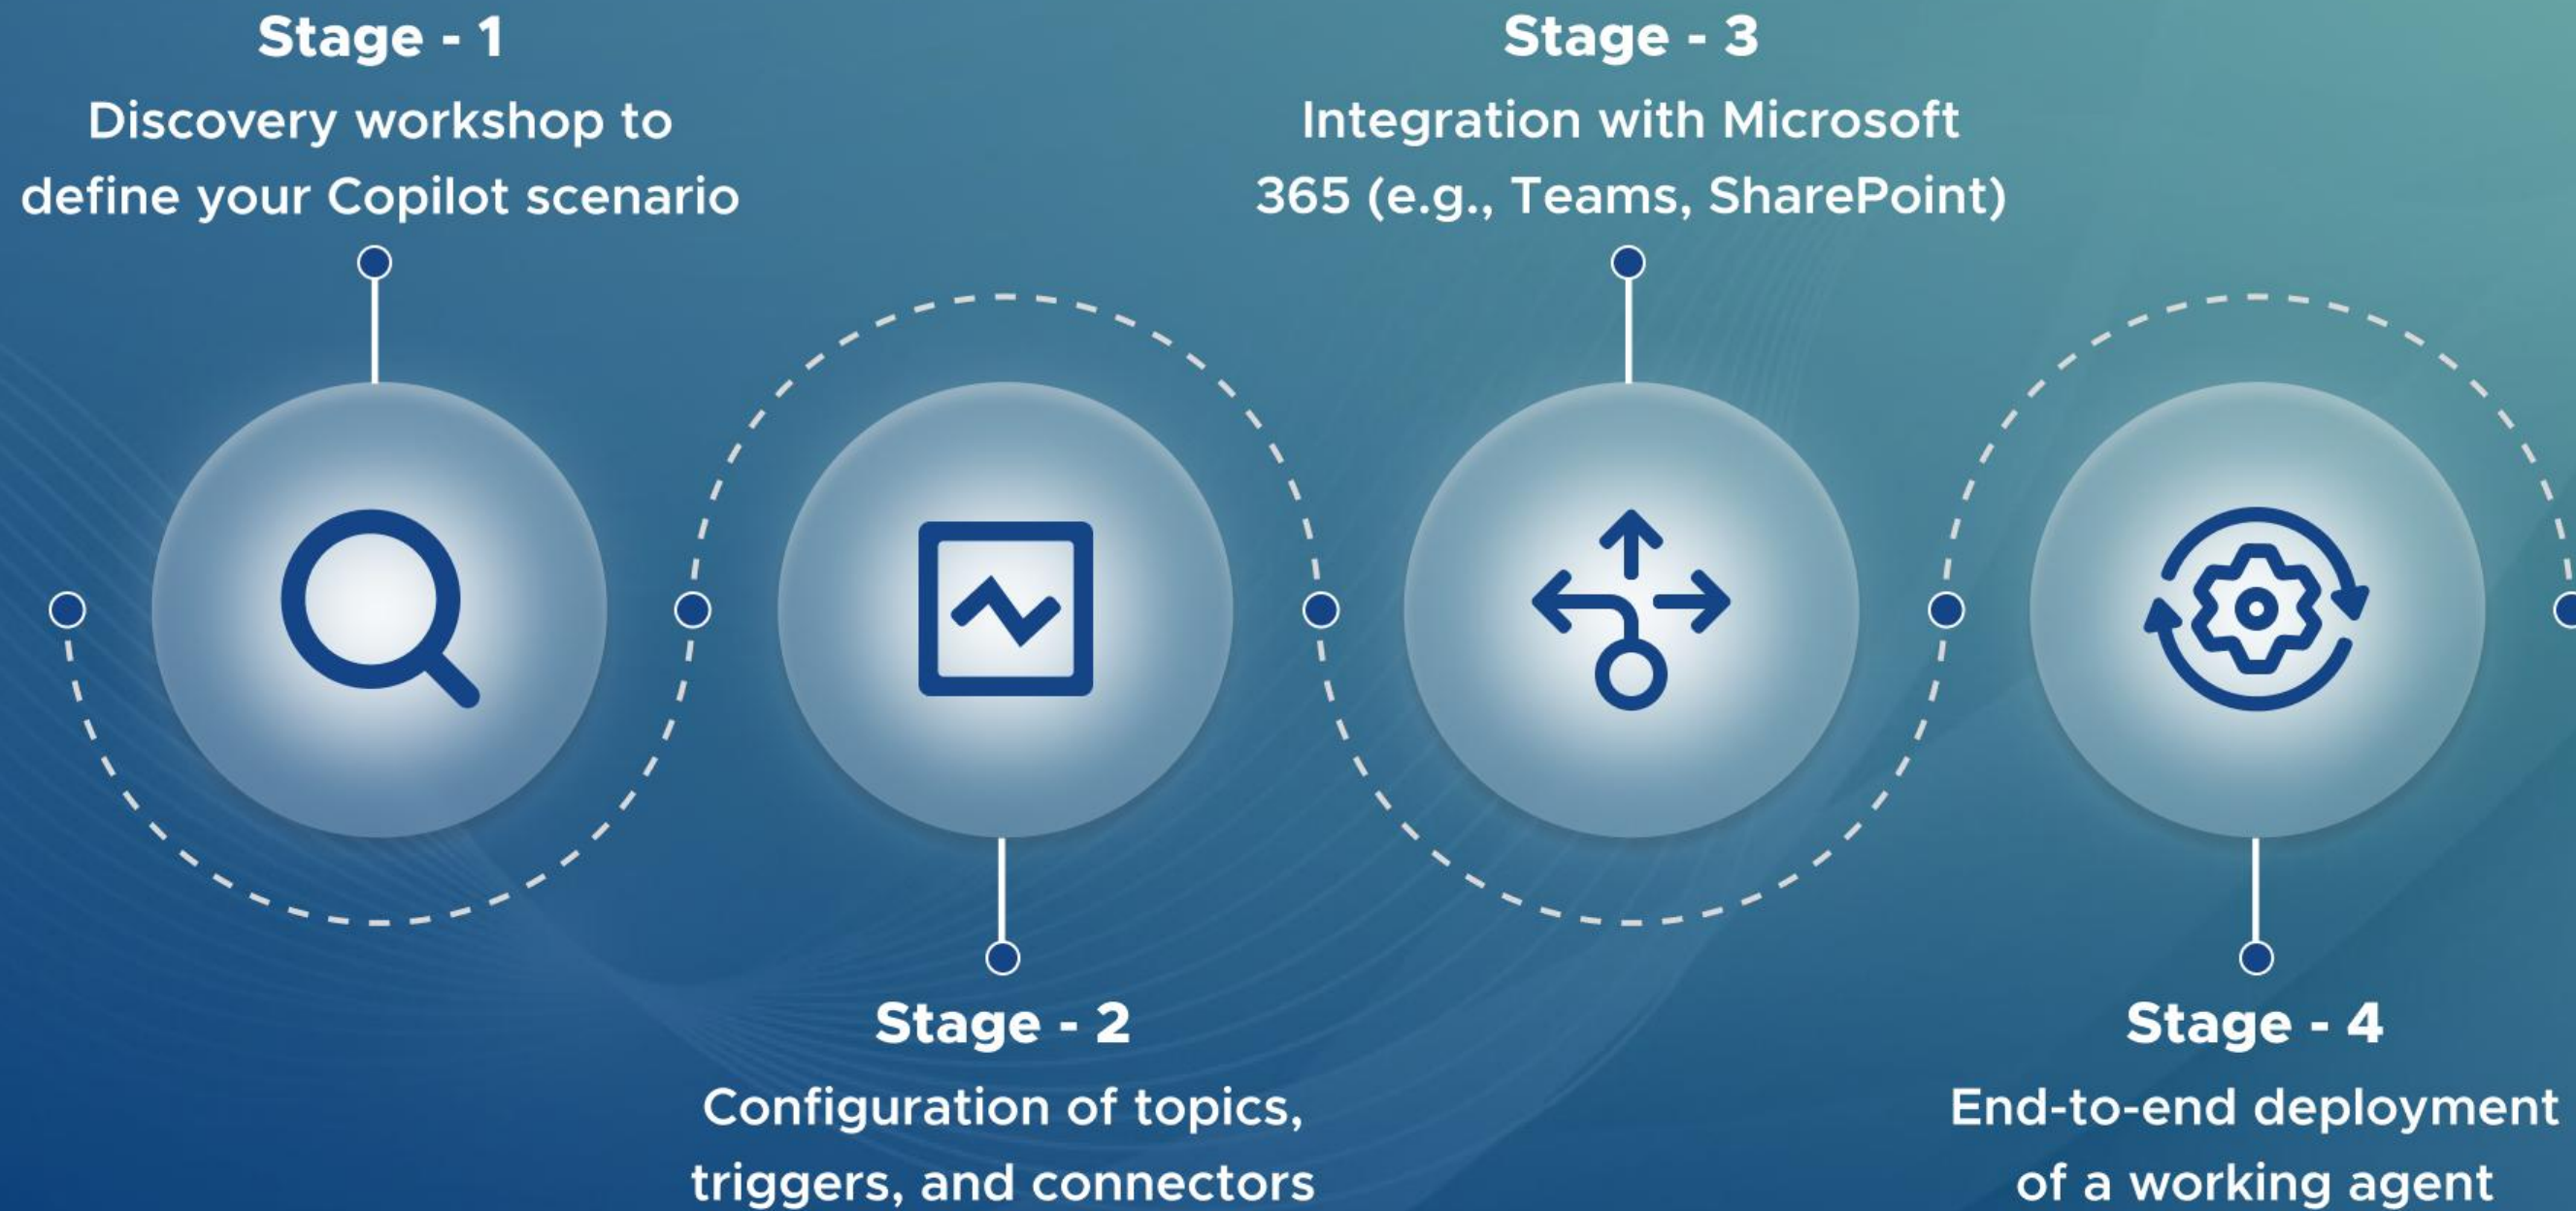 Stage - 1
Discovery workshop to
define your Copilot scenario
Stage - 2
Configuration of topics,
triggers, and connectors
Stage - 3
Integration with Microsoft
365 (e.g., Teams, SharePoint)
Stage - 4
End-to-end deployment
of a working agent